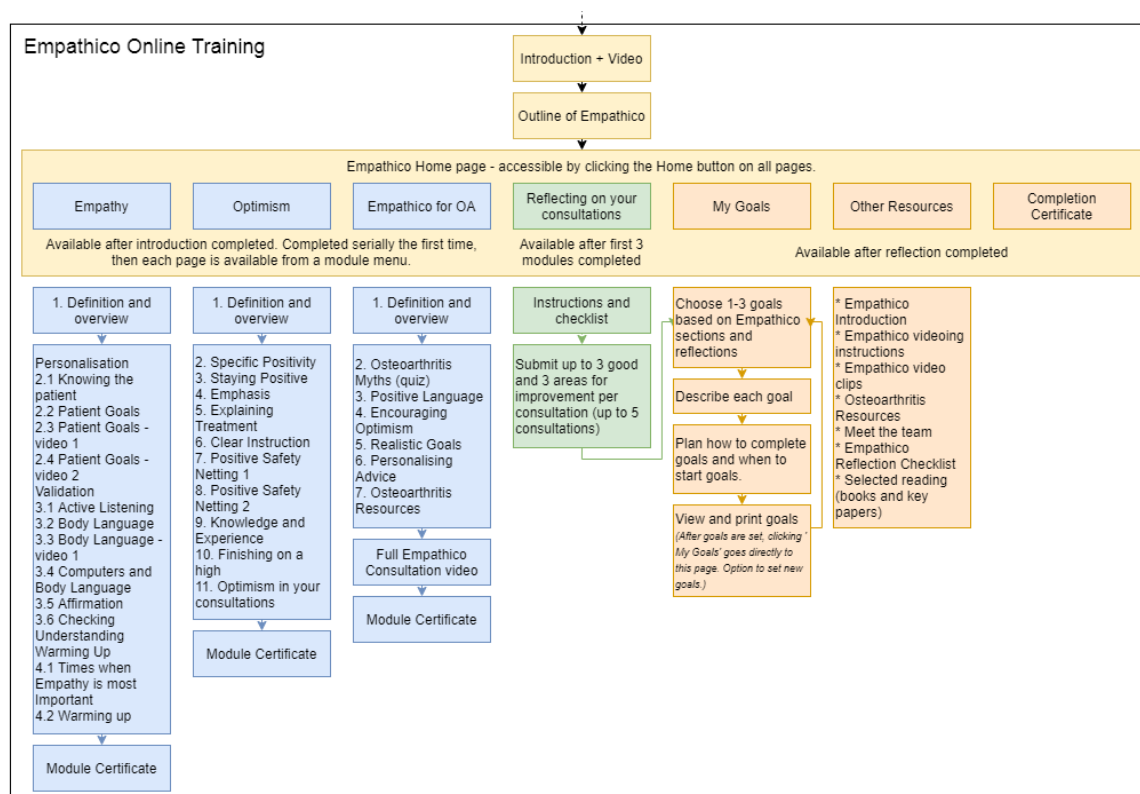 Empathico Online Training
Introduction + Video
Outline of Empathico
Empathico Home page - accessible by clicking the Home button on all pages.
Empathy
Optimism
Empathico for OA
Reflecting on your
consultations
My Goals
Other Resources
Completion
Certificate
Available after introduction completed. Completed serially the first time,
then each page is available from a module menu.
Available after first 3
modules completed
Available after reflection completed
1. Definition and
overview
Personalisation
2.1 Knowing the
patient
2.2 Patient Goals
2.3 Patient Goals -
video 1
2.4 Patient Goals -
video 2
Validation
3.1 Active Listening
3.2 Body Language
3.3 Body Language -
video 1
3.4 Computers and
Body Language
3.5 Affirmation
3.6 Checking
Understanding
Warming Up
4.1 Times when
Empathy is most
Important
4.2 Warming up
Module Certificate
1. Definition and
overview
2. Specific Positivity
3. Staying Positive
4. Emphasis
5. Explaining
Treatment
6. Clear Instruction
7. Positive Safety
Netting 1
8. Positive Safety
Netting 2
9. Knowledge and
Experience
10. Finishing on a
high
11. Optimism in your
consultations
Module Certificate
1. Definition and
overview
2. Osteoarthritis
Myths (quiz)
3. Positive Language
4. Encouraging
Optimism
5. Realistic Goals
6. Personalising
Advice
7. Osteoarthritis
Resources
Full Empathico
Consultation video
Module Certificate
Instructions and
checklist
Submit up to 3 good
and 3 areas for
improvement per
consultation (up to 5
consultations)
Choose 1-3 goals
based on Empathico
sections and
reflections
Describe each goal
Plan how to complete
goals and when to
start goals.
View and print goals
(After goals are set, clicking '
My Goals' goes directly to
this page. Option to set new
goals.)
* Empathico
Introduction
* Empathico videoing
instructions
* Empathico video
clips
* Osteoarthritis
Resources
* Meet the team
* Empathico
Reflection Checklist
* Selected reading
(books and key
papers)